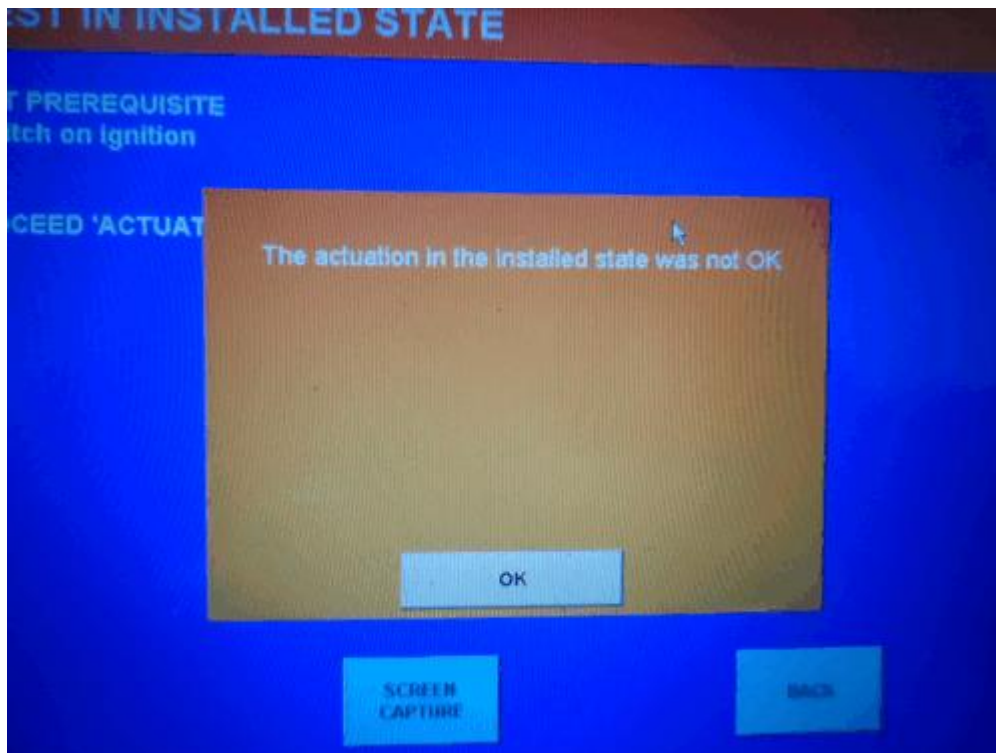 EST IN INSTALLED STATE
T PREREQUISITE
itch on ignition
CEED 'ACTUAT
The actuation in the installed state was not OK
OK
SCREEN
CAPTURE
BACK